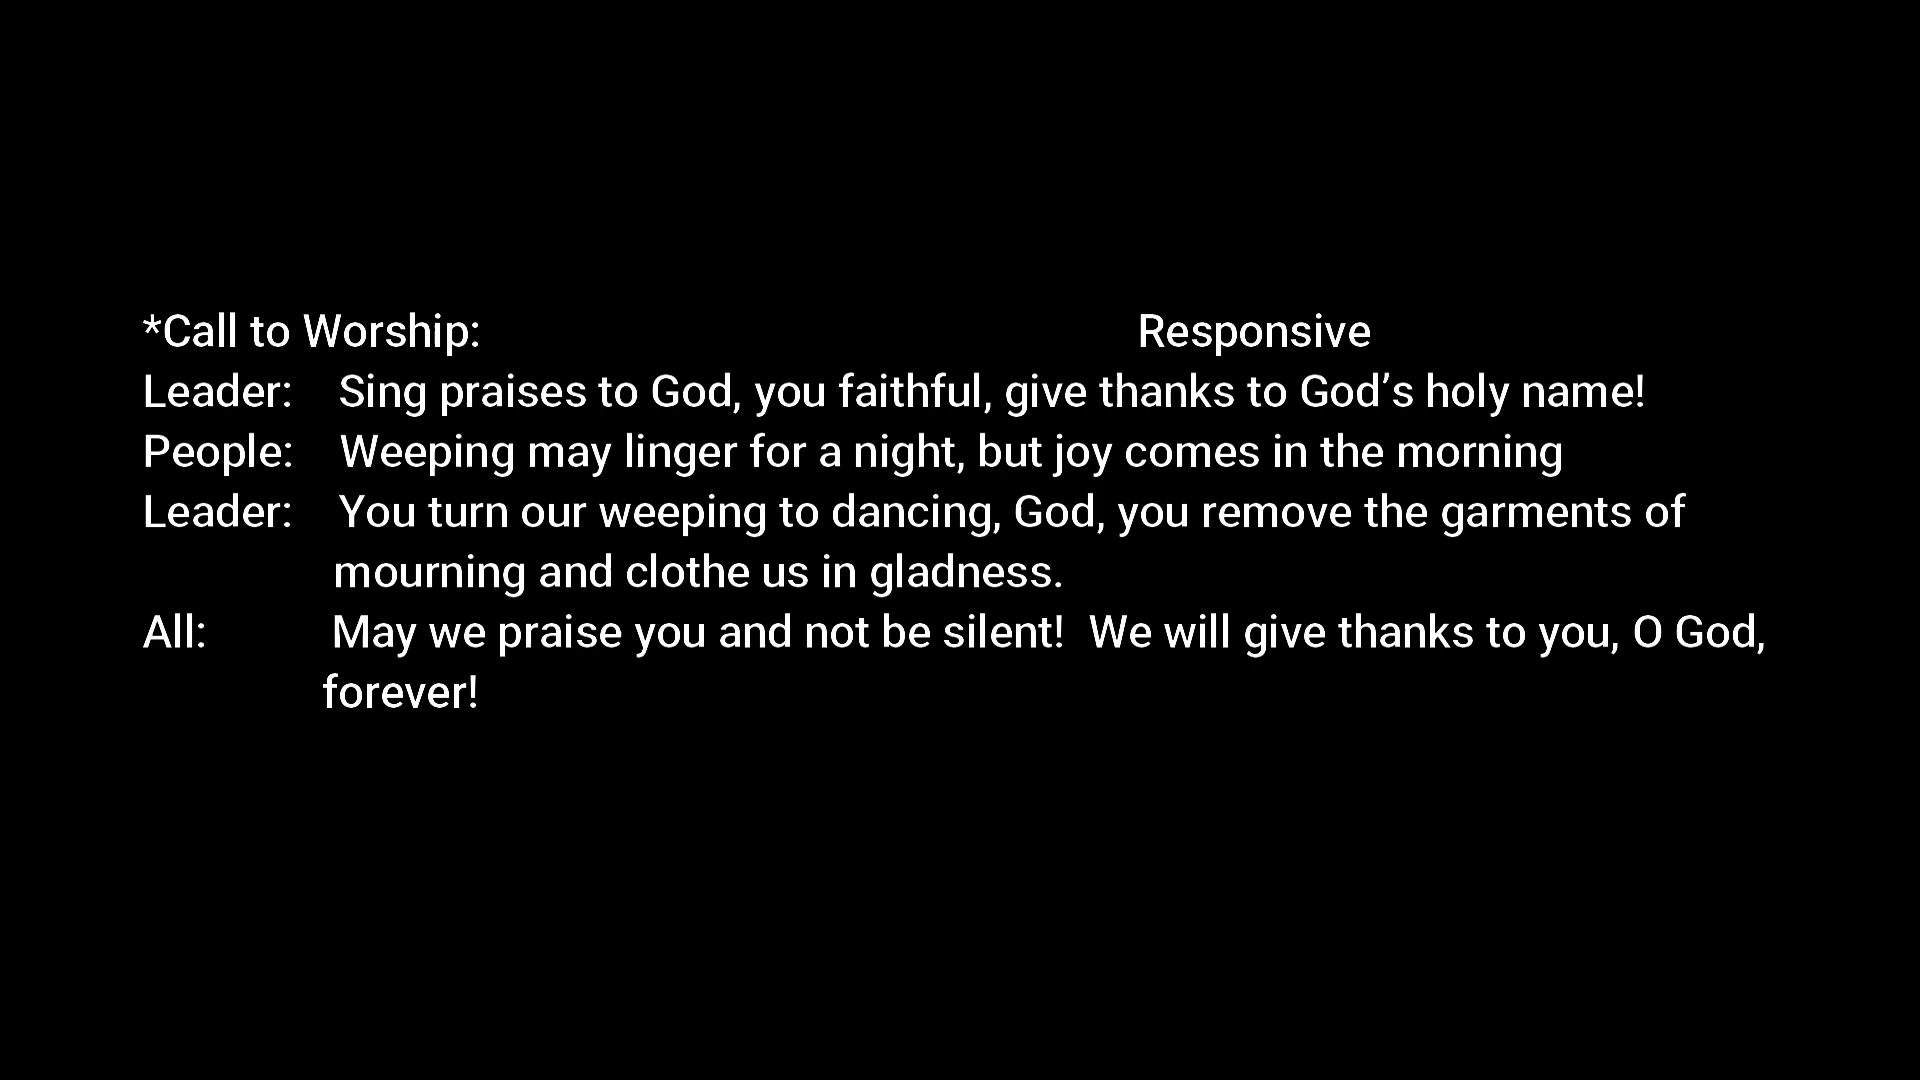 *Call to Worship: Responsive
Leader: Sing praises to God, you faithful, give thanks to God’s holy name!
People: Weeping may linger for a night, but joy comes in the morning
Leader: You turn our weeping to dancing, God, you remove the garments of
mourning and clothe us in gladness.
All: May we praise you and not be silent!  We will give thanks to you, O God,
forever!